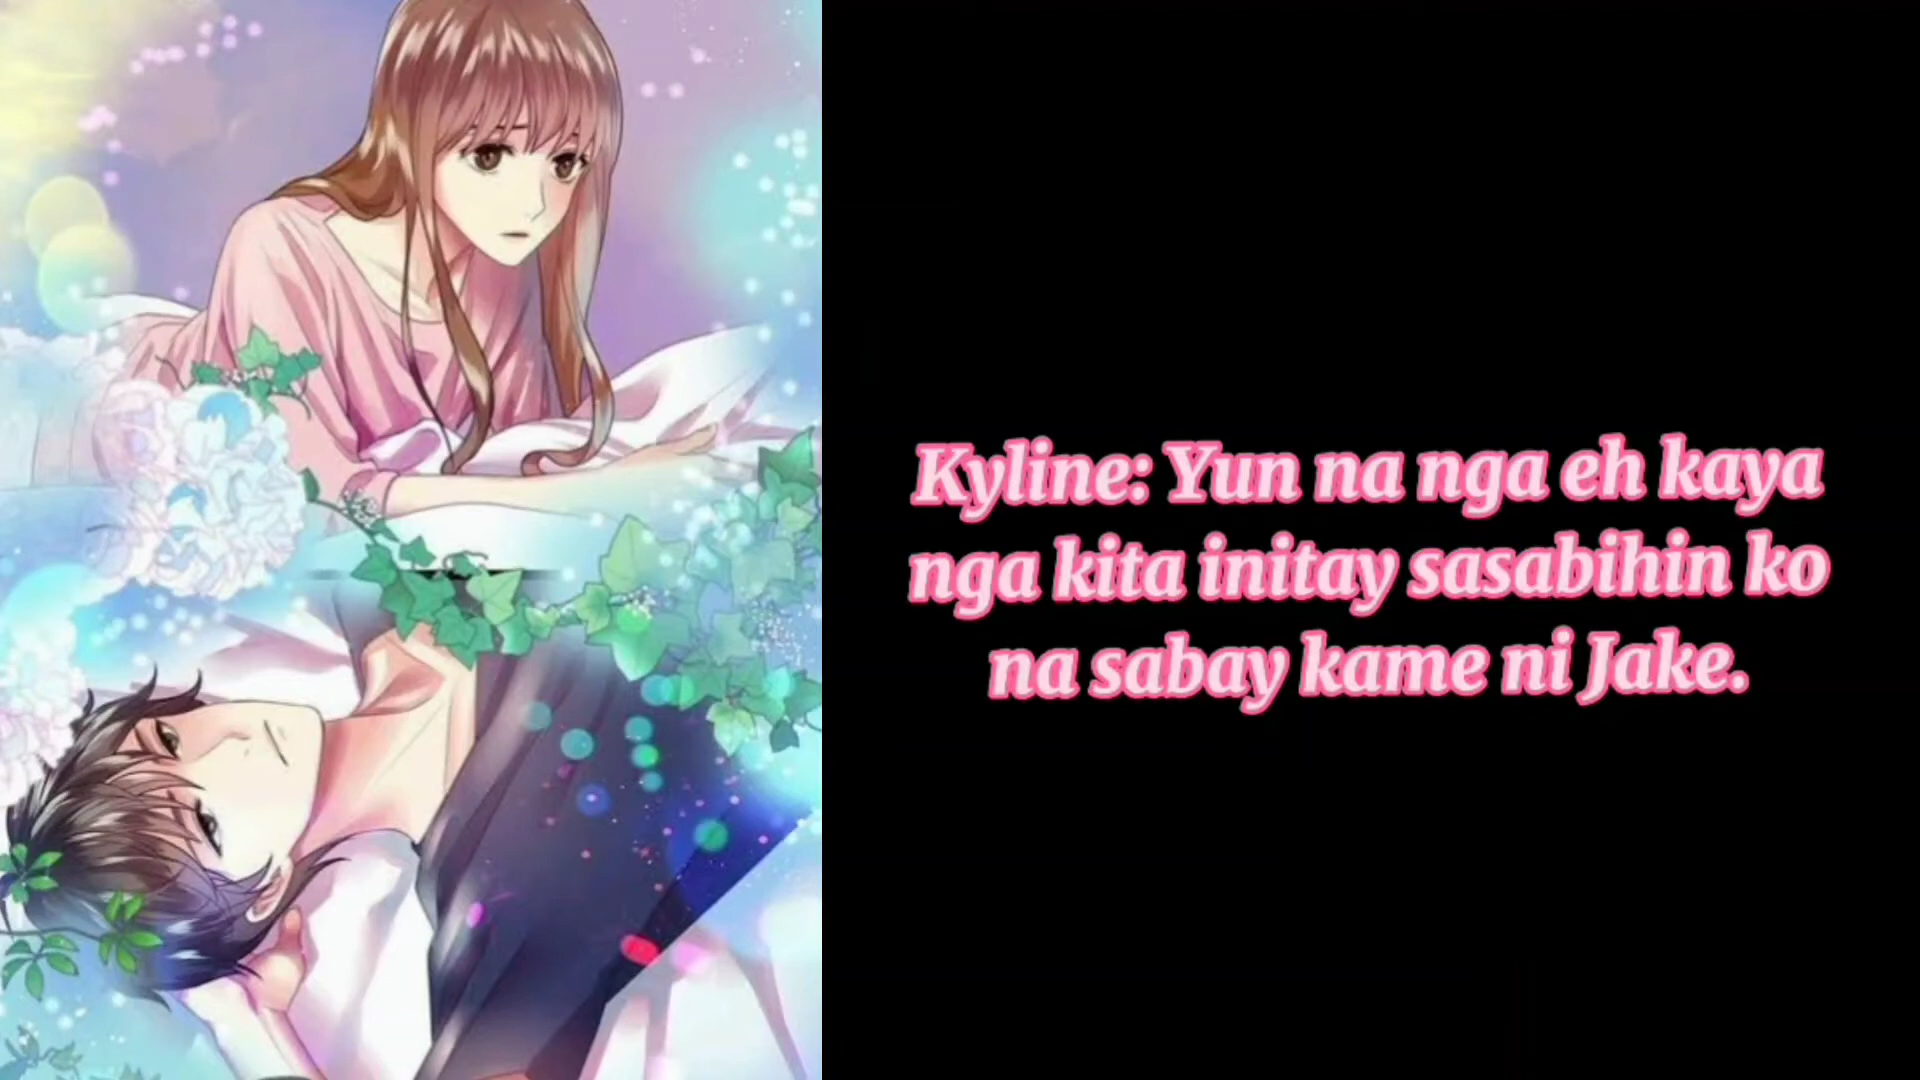 Kyline: Yun na nga eh kaya
nga kita initay sasabihin ko
na sabay kame ni Jake.